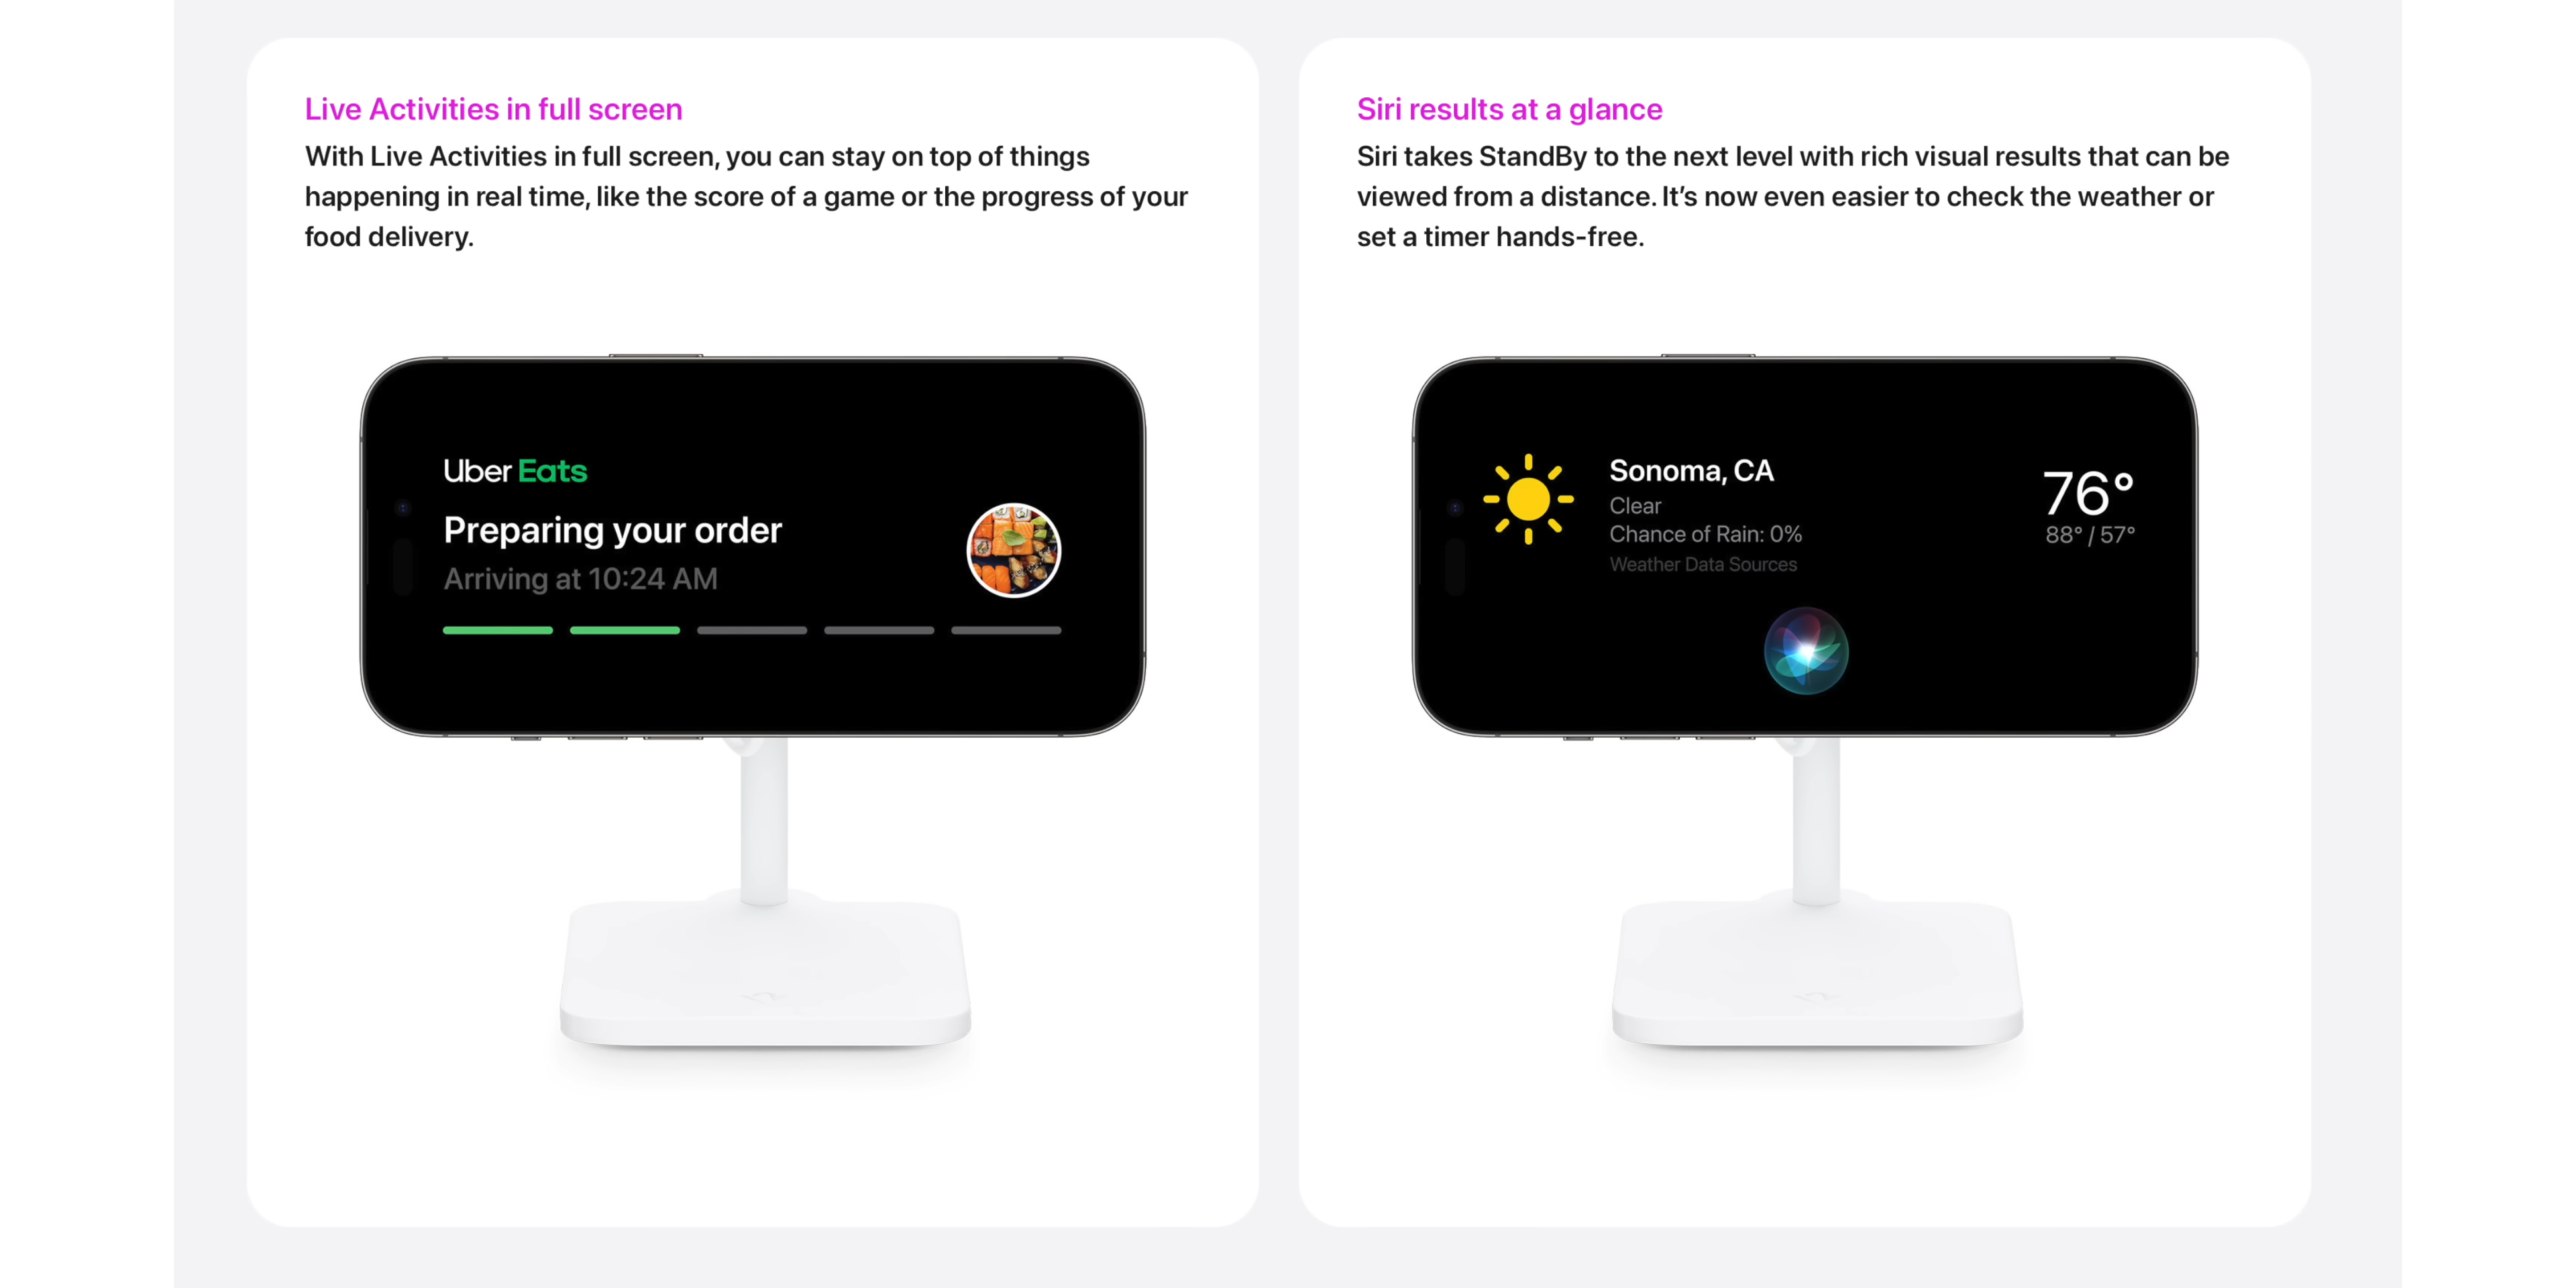 Live Activities in full screen
With Live Activities in full screen, you can stay on top of things
happening in real time, like the score of a game or the progress of your
food delivery.
Uber Eats
Preparing your order
Arriving at 10:24 AM
Siri results at a glance
Siri takes StandBy to the next level with rich visual results that can be
viewed from a distance. It’s now even easier to check the weather or
set a timer hands-free.
Sonoma, CA
Clear
Chance of Rain: 0%
Weather Data Sources
76°
88° / 57°